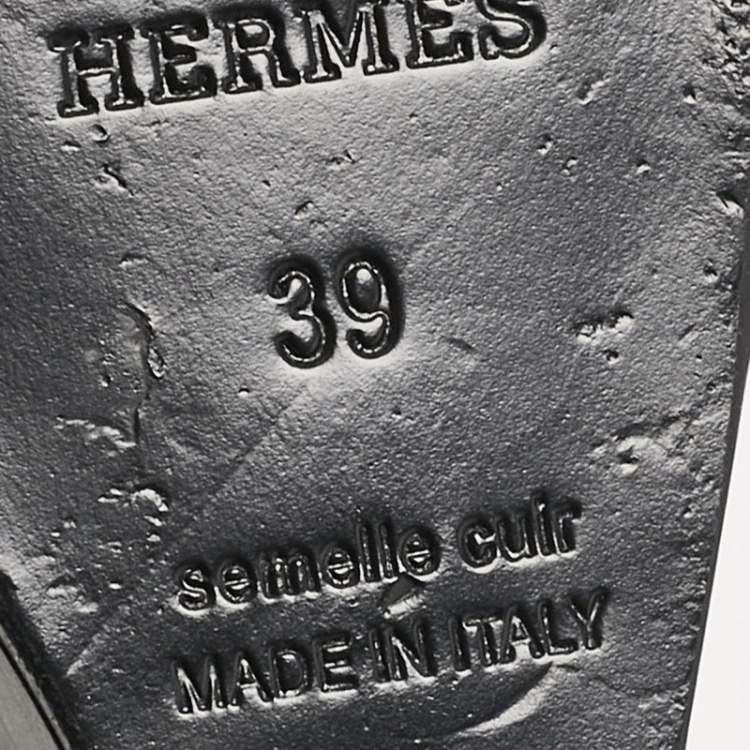 HERMES
39
semelle cuir
MADE IN ITALY